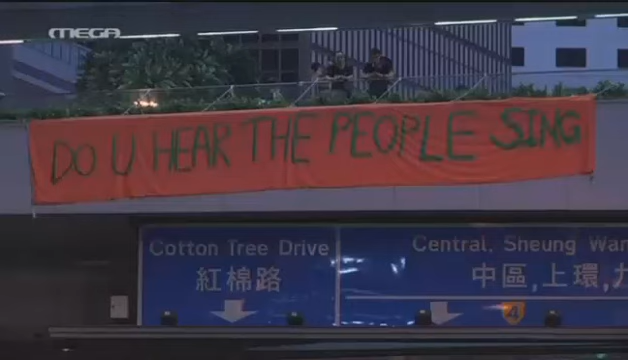 MEGA
DO U HEAR THE PEOPLE SING
Cotton Tree Drive
紅棉路
Central, Sheung Wan
中區,上環,
4